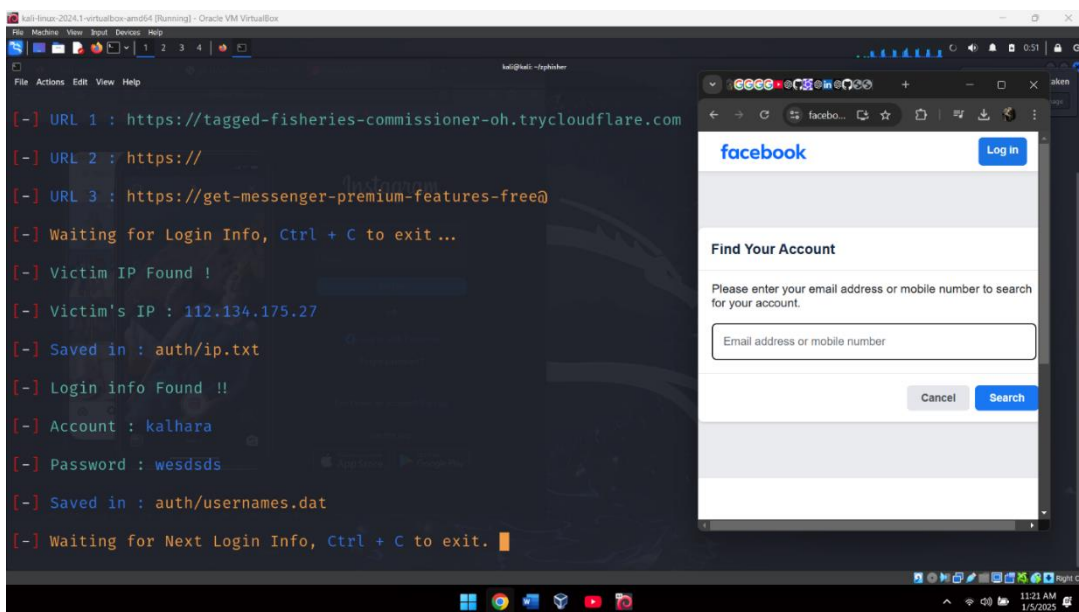 kali-linux-2024.1-virtualbox-amd64 [Running] - Oracle VM VirtualBox
File Machine View Input Devices Help
1 2 3 4
0:51
kali@kali: ~/zphisher
File Actions Edit View Help
[-] URL 1 : https://tagged-fisheries-commissioner-oh.trycloudflare.com
[-] URL 2 : https://
[-] URL 3 : https://get-messenger-premium-features-free@
[-] Waiting for Login Info, Ctrl + C to exit...
[-] Victim IP Found !
[-] Victim's IP : 112.134.175.27
[-] Saved in : auth/ip.txt
[-] Login info Found !!
[-] Account : kalhara
[-] Password : wesdsds
[-] Saved in : auth/usernames.dat
[-] Waiting for Next Login Info, Ctrl + C to exit.
Instagram
faceboo...
facebook
Log in
Find Your Account
Please enter your email address or mobile number to search
for your account.
Email address or mobile number
Cancel
Search
Right C
11:21 AM
1/5/2025